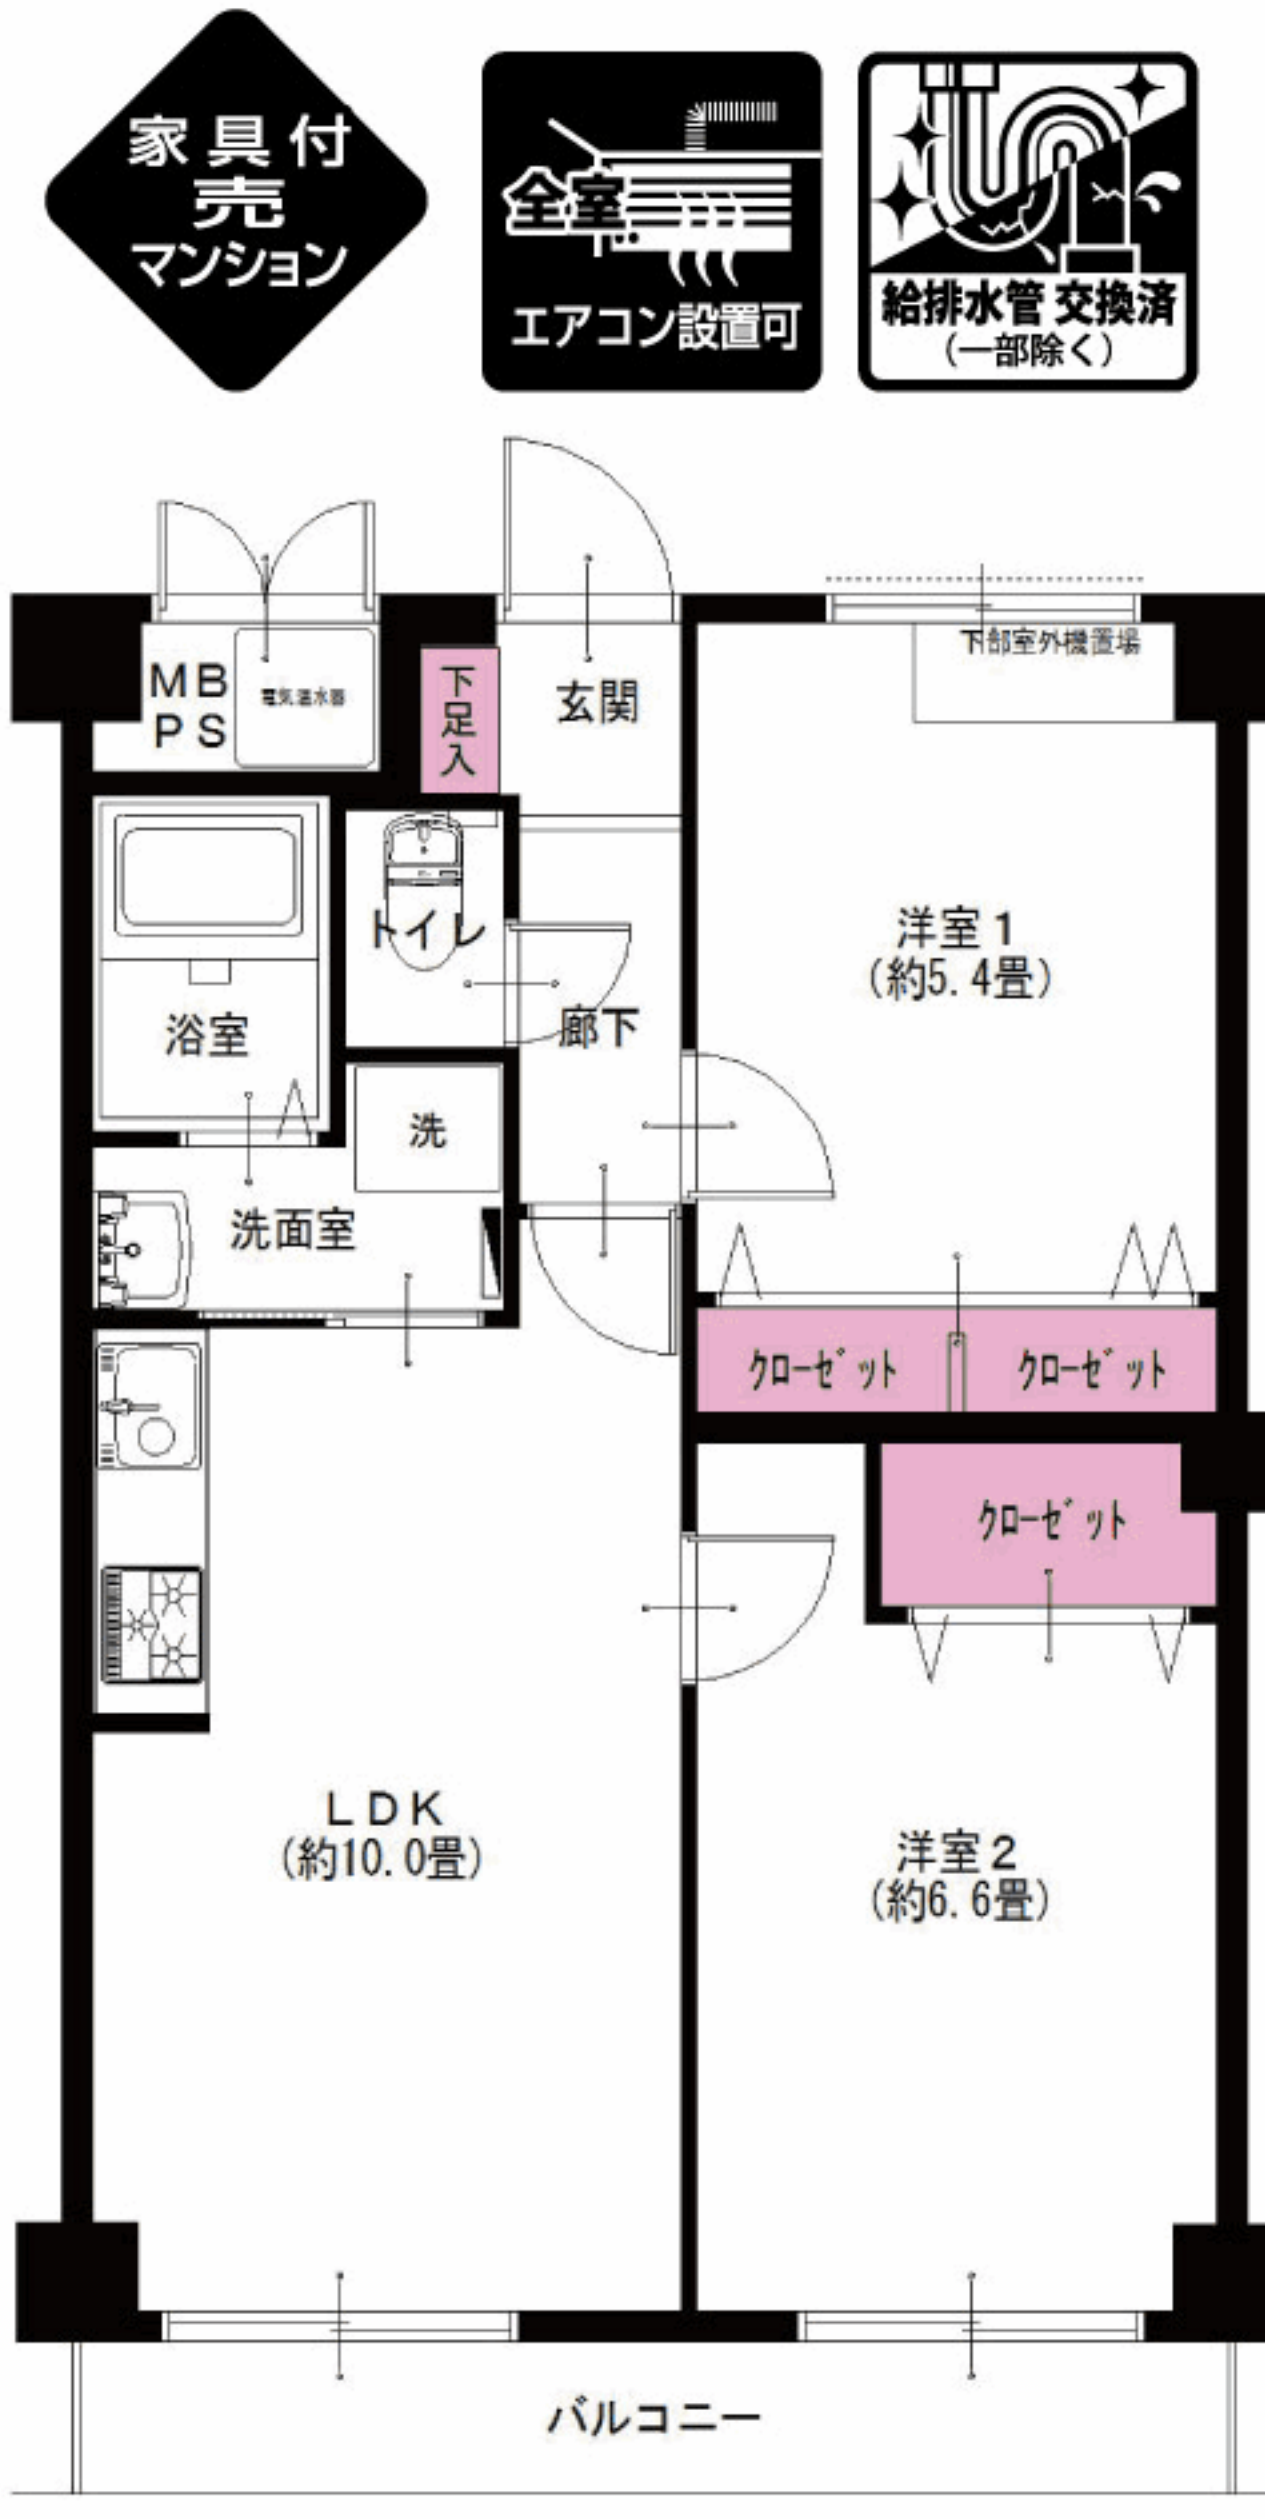 家具付
売
マンション
全室
エアコン設置可
給排水管 交換済
(一部除く)
下部室外機置場
MB
PS
電気温水器
下足入
玄関
トイレ
洋室1
(約5.4畳)
浴室
廊下
洗
洗面室
クローゼット
クローゼット
クローゼット
LDK
(約10.0畳)
洋室2
(約6.6畳)
バルコニー